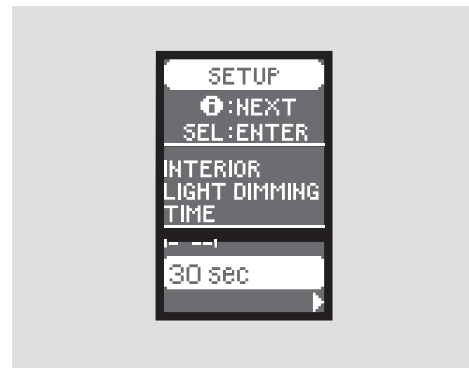 SETUP
i:NEXT
SEL:ENTER
INTERIOR
LIGHT DIMMING
TIME
30 sec